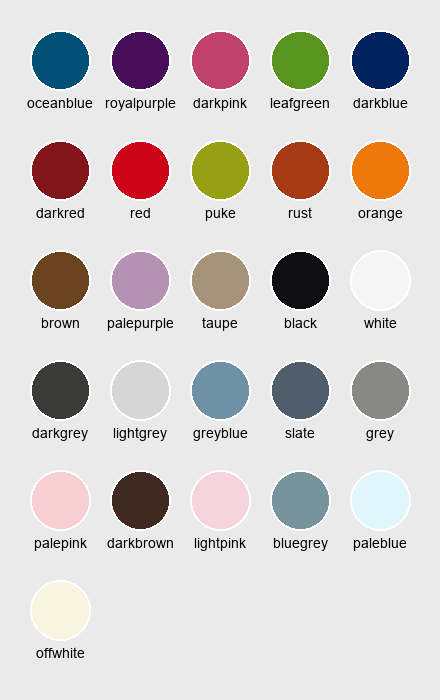 oceanblue royalpurple darkpink leafgreen darkblue
darkred red puke rust orange
brown palepurple taupe black white
darkgrey lightgrey greyblue slate grey
palepink darkbrown lightpink bluegrey paleblue
offwhite